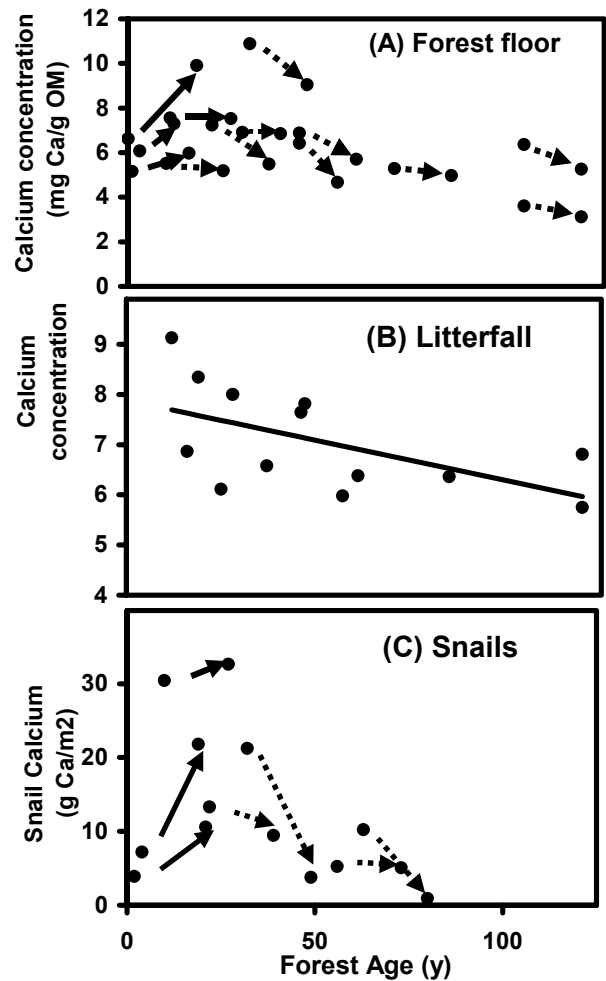 (A) Forest floor
Calcium concentration
(mg Ca/g OM)
12
10
8
6
4
2
0
(B) Litterfall
Calcium
concentration
9
8
7
6
5
4
(C) Snails
Snail Calcium
(g Ca/m2)
30
20
10
0
0
50
100
Forest Age (y)